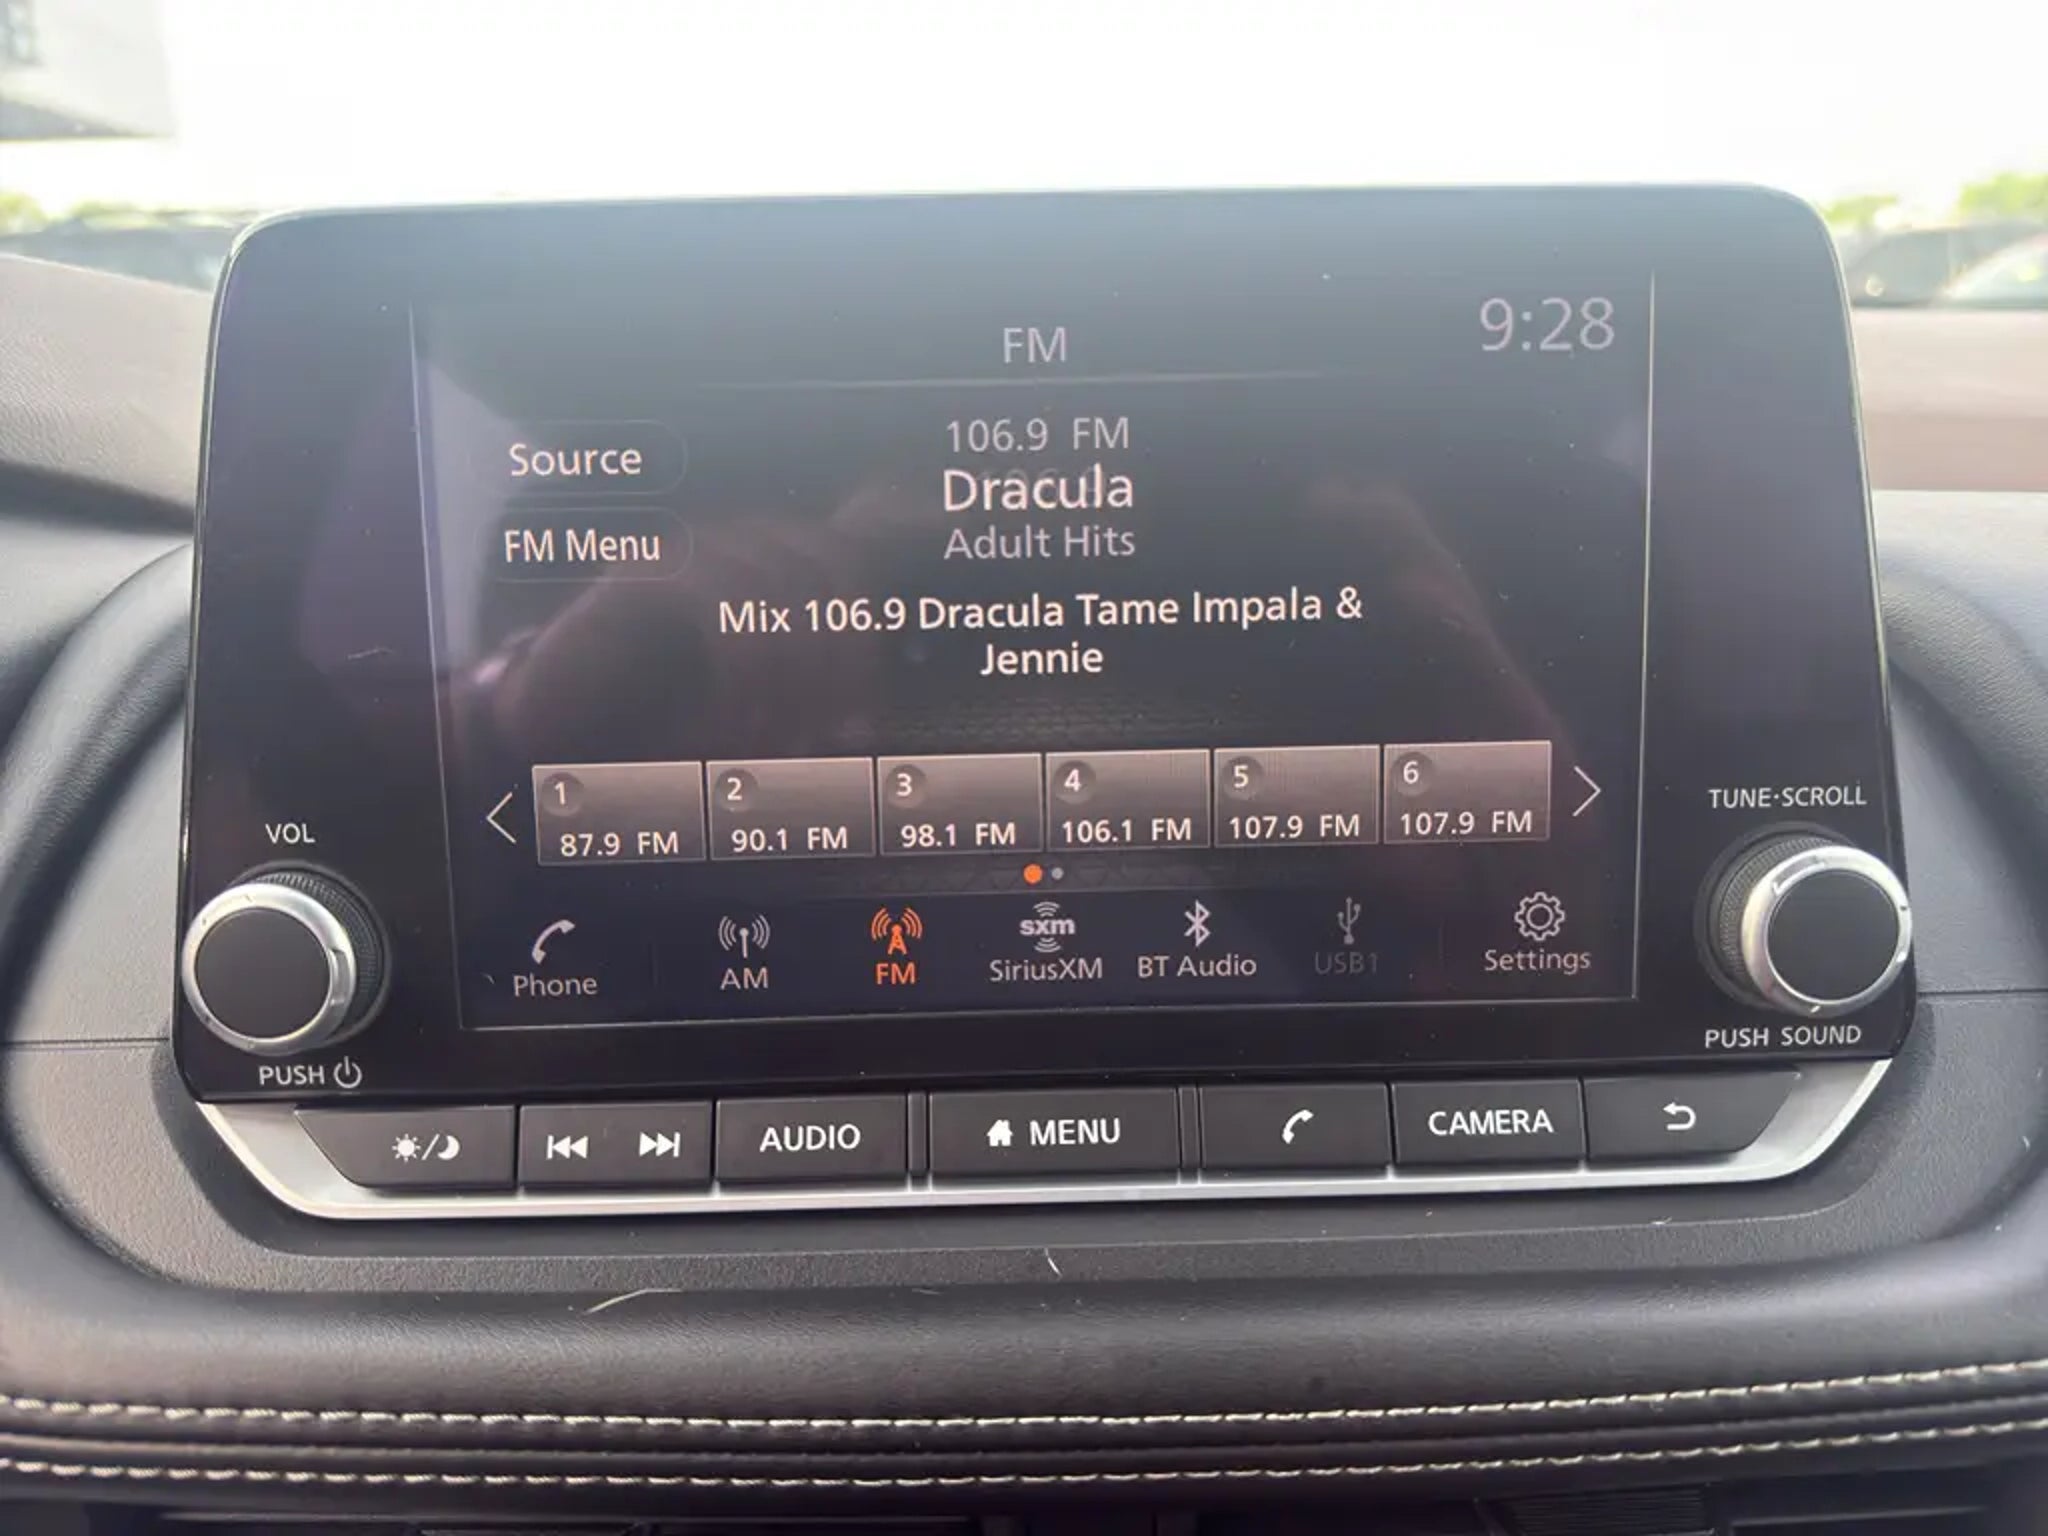 FM
9:28
Source
106.9 FM
Dracula
FM Menu
Adult Hits
Mix 106.9 Dracula Tame Impala &
Jennie
1
87.9 FM
2
90.1 FM
3
98.1 FM
4
106.1 FM
5
107.9 FM
6
107.9 FM
VOL
TUNE·SCROLL
Phone
AM
FM
sxm
SiriusXM
BT Audio
USB1
Settings
PUSH
PUSH SOUND
AUDIO
MENU
CAMERA